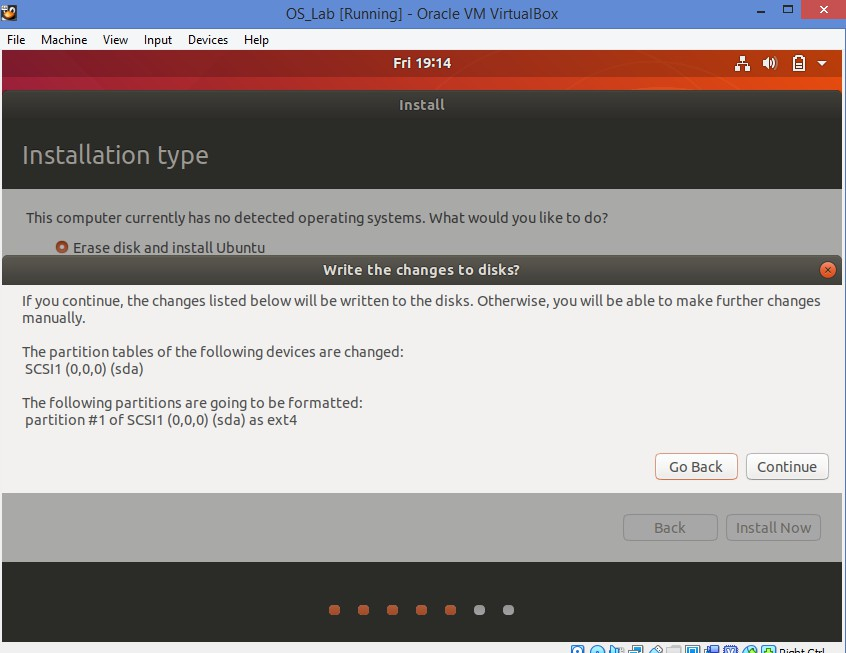 OS_Lab [Running] - Oracle VM VirtualBox
File Machine View Input Devices Help
Fri 19:14
Install
Installation type
This computer currently has no detected operating systems. What would you like to do?
Erase disk and install Ubuntu
Write the changes to disks?
If you continue, the changes listed below will be written to the disks. Otherwise, you will be able to make further changes
manually.
The partition tables of the following devices are changed:
SCSI1 (0,0,0) (sda)
The following partitions are going to be formatted:
partition #1 of SCSI1 (0,0,0) (sda) as ext4
Go Back Continue
Back Install Now
Right Ctrl